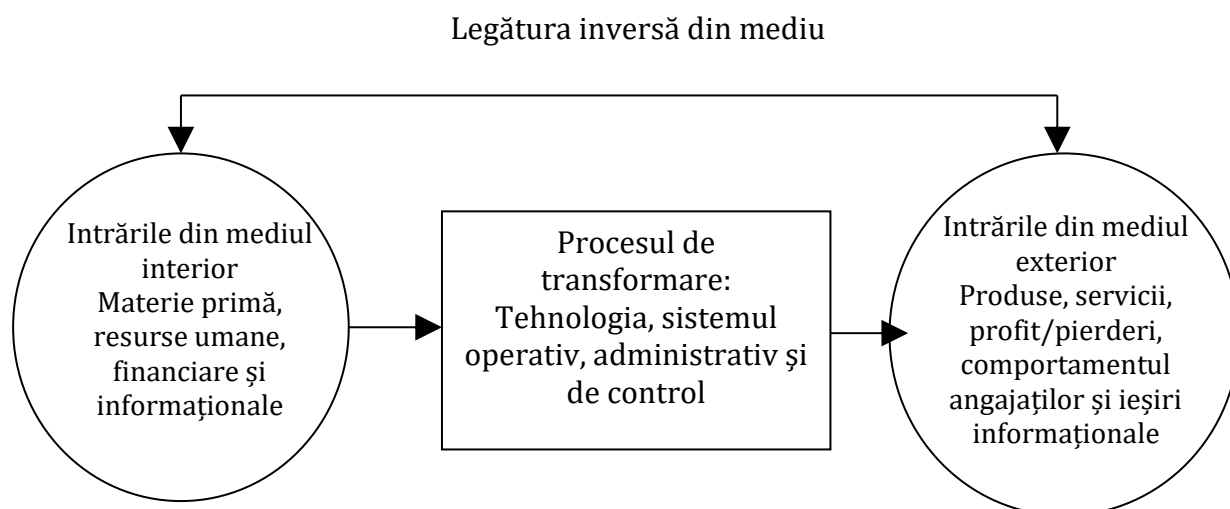 Legătura inversă din mediu
Intrările din mediul
interior
Materie primă,
resurse umane,
financiare și
informaționale
Procesul de
transformare:
Tehnologia, sistemul
operativ, administrativ și
de control
Intrările din mediul
exterior
Produse, servicii,
profit/pierderi,
comportamentul
angajaților și ieșiri
informaționale